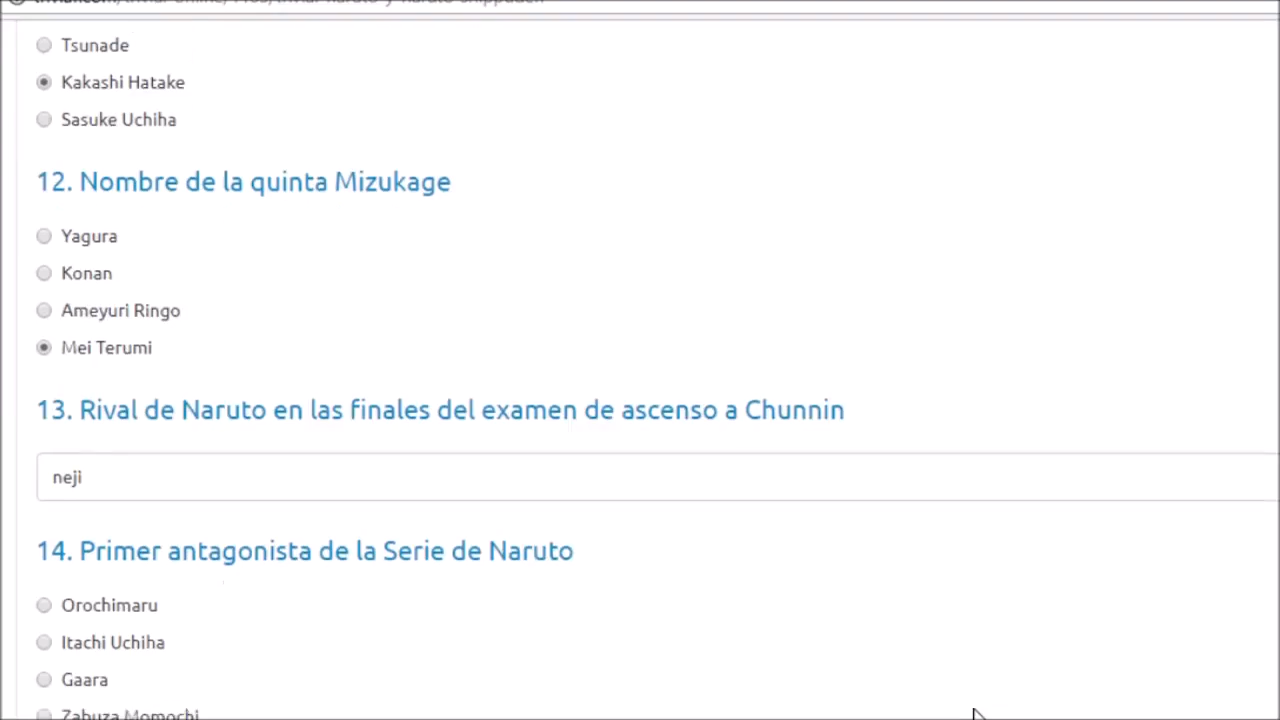 Tsunade
Kakashi Hatake
Sasuke Uchiha
12. Nombre de la quinta Mizukage
Yagura
Konan
Ameyuri Ringo
Mei Terumi
13. Rival de Naruto en las finales del examen de ascenso a Chunnin
neji
14. Primer antagonista de la Serie de Naruto
Orochimaru
Itachi Uchiha
Gaara
Zabuza Momochi